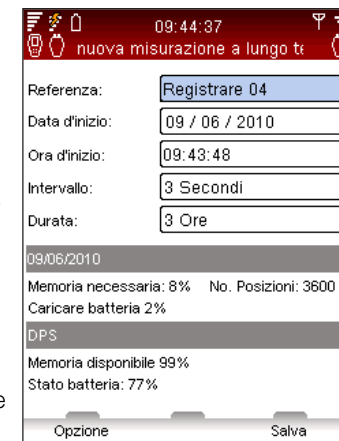 09:44:37
nuova misurazione a lungo te
Referenza: Registrare 04
Data d'inizio: 09 / 06 / 2010
Ora d'inizio: 09:43:48
Intervallo: 3 Secondi
Durata: 3 Ore
09/06/2010
Memoria necessaria: 8% No. Posizioni: 3600
Caricare batteria 2%
DPS
Memoria disponibile 99%
Stato batteria: 77%
e
Opzione Salva